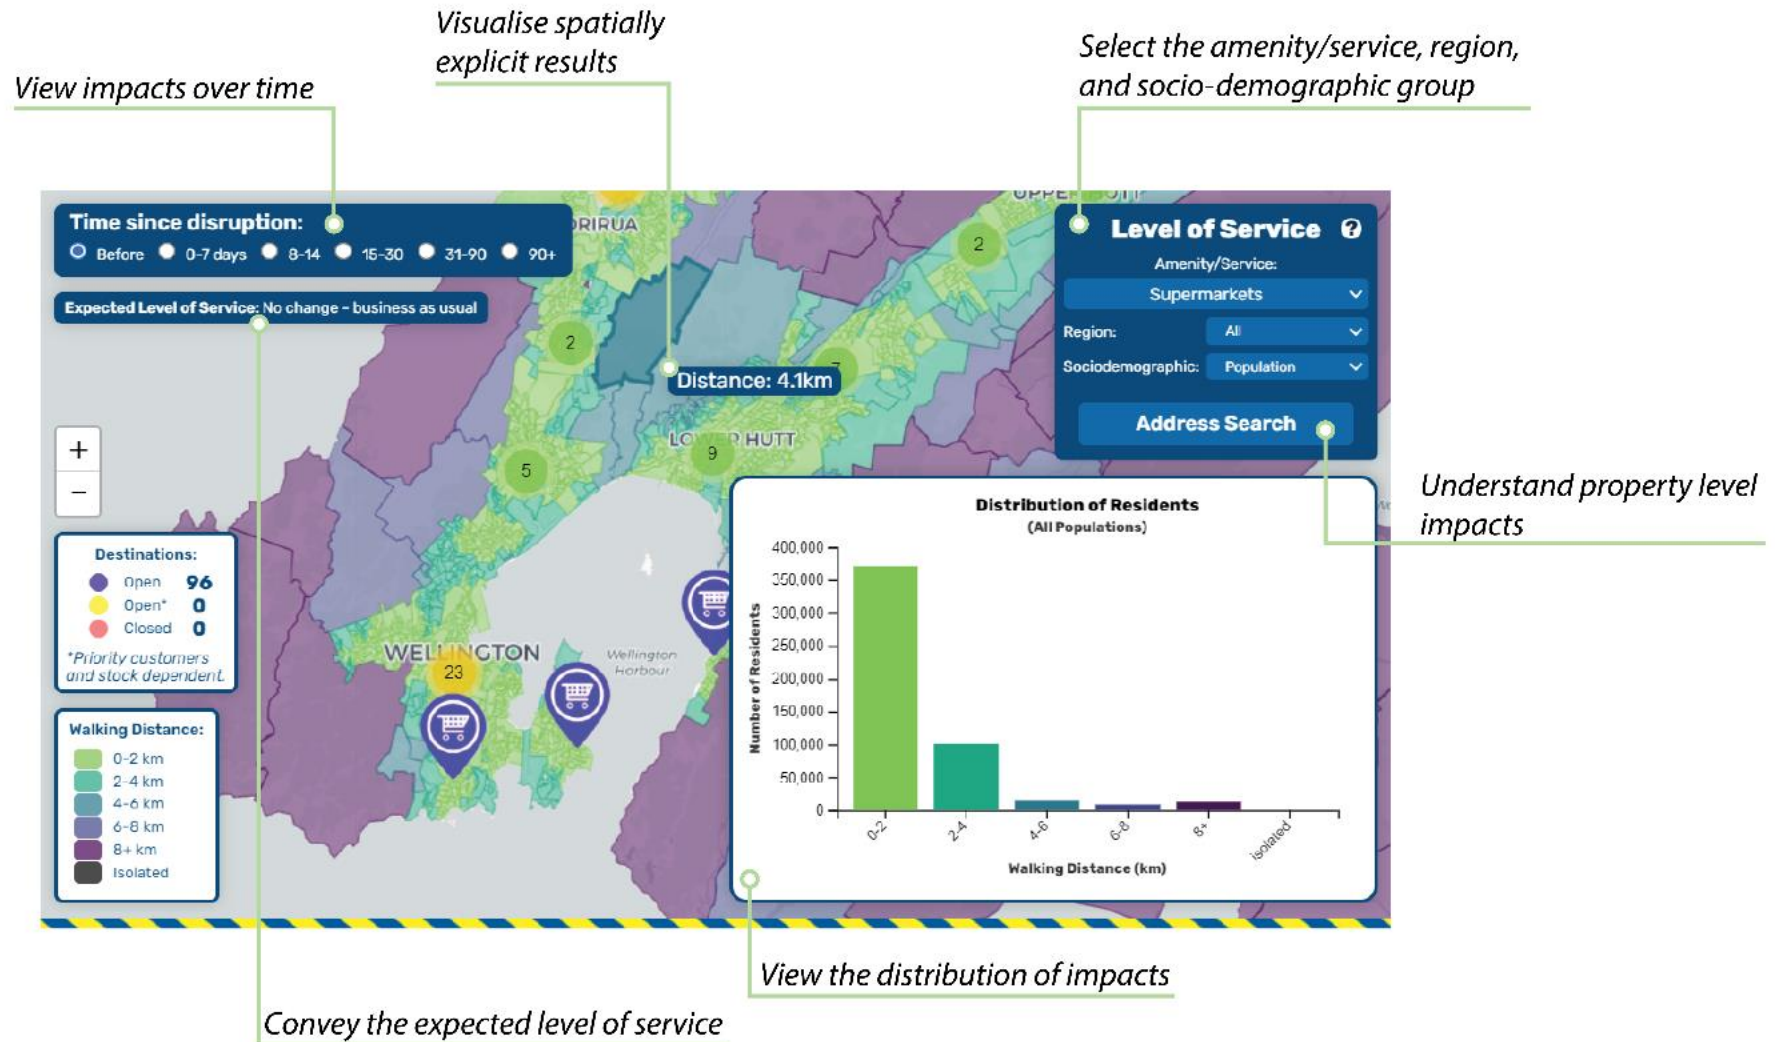 Visualise spatially
explicit results
Select the amenity/service, region,
and socio-demographic group
View impacts over time
Time since disruption:
Before 0-7 days 8-14 15-30 31-90 90+
Expected Level of Service: No change - business as usual
RIRUA
UPPER HUTT
2
2
7
Distance: 4.1km
LOWER HUTT
9
5
WELLINGTON
23
Wellington
Harbour
+
−
Level of Service ?
Amenity/Service:
Supermarkets
Region: All
Sociodemographic: Population
Address Search
Understand property level
impacts
Destinations:
Open 96
Open* 0
Closed 0
*Priority customers
and stock dependent.
Walking Distance:
0-2 km
2-4 km
4-6 km
6-8 km
8+ km
Isolated
Distribution of Residents
(All Populations)
Number of Residents
400,000
350,000
300,000
250,000
200,000
150,000
100,000
50,000
0
0-2 2-4 4-6 6-8 8+ isolated
Walking Distance (km)
View the distribution of impacts
Convey the expected level of service